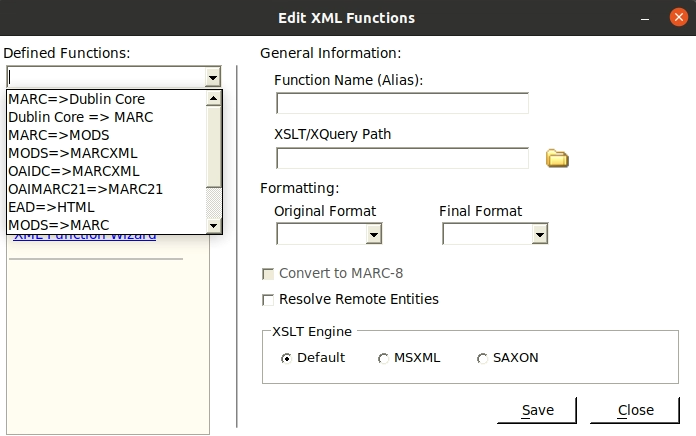 Edit XML Functions
Defined Functions:
MARC=>Dublin Core
Dublin Core => MARC
MARC=>MODS
MODS=>MARCXML
OAIDC=>MARCXML
OAIMARC21=>MARC21
EAD=>HTML
MODS=>MARC
XML Function Wizard
General Information:
Function Name (Alias):
XSLT/XQuery Path
Formatting:
Original Format Final Format
Convert to MARC-8
Resolve Remote Entities
XSLT Engine
Default MSXML SAXON
Save Close